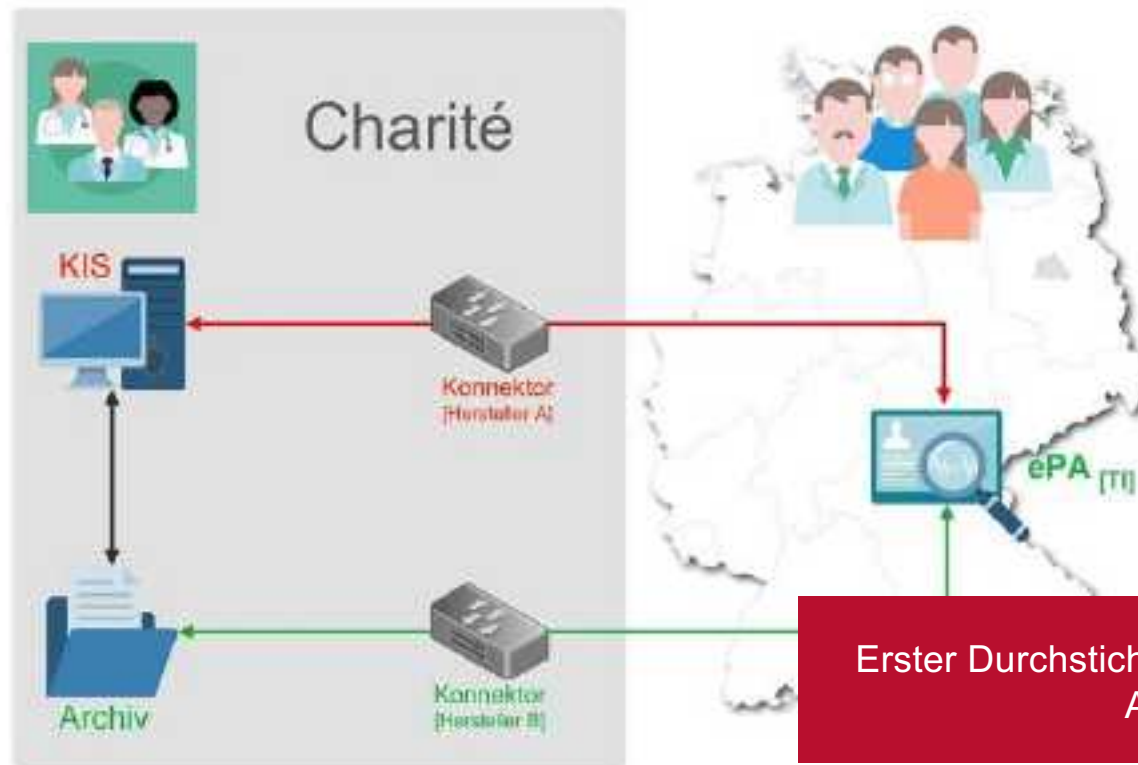 Charité
KIS
Konnektor
[Hersteller A]
ePA [TI]
Konnektor
[Hersteller B]
Archiv
Erster Durchstich
A